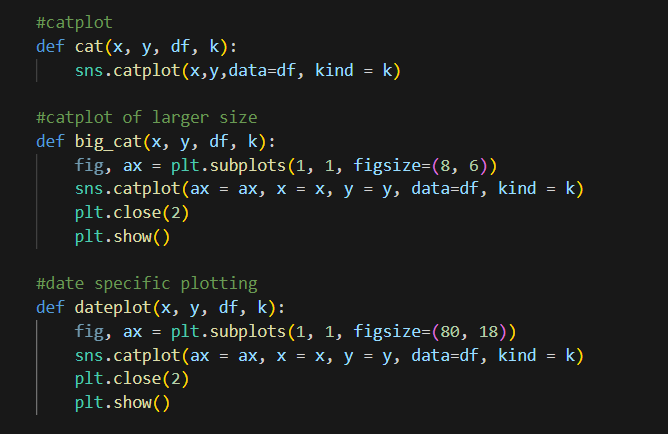 #catplot
def cat(x, y, df, k):
    sns.catplot(x,y,data=df, kind = k)
#catplot of larger size
def big_cat(x, y, df, k):
    fig, ax = plt.subplots(1, 1, figsize=(8, 6))
    sns.catplot(ax = ax, x = x, y = y, data=df, kind = k)
    plt.close(2)
    plt.show()
#date specific plotting
def dateplot(x, y, df, k):
    fig, ax = plt.subplots(1, 1, figsize=(80, 18))
    sns.catplot(ax = ax, x = x, y = y, data=df, kind = k)
    plt.close(2)
    plt.show()